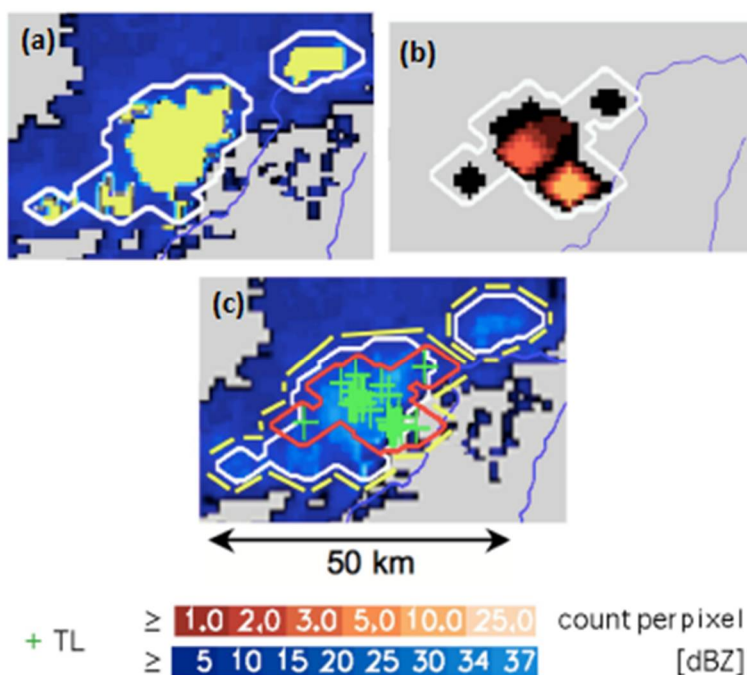 (a)
(b)
(c)
50 km
+ TL
≥ 1.0 2.0 3.0 5.0 10.0 25.0 count per pixel
≥ 5 10 15 20 25 30 34 37 [dBZ]